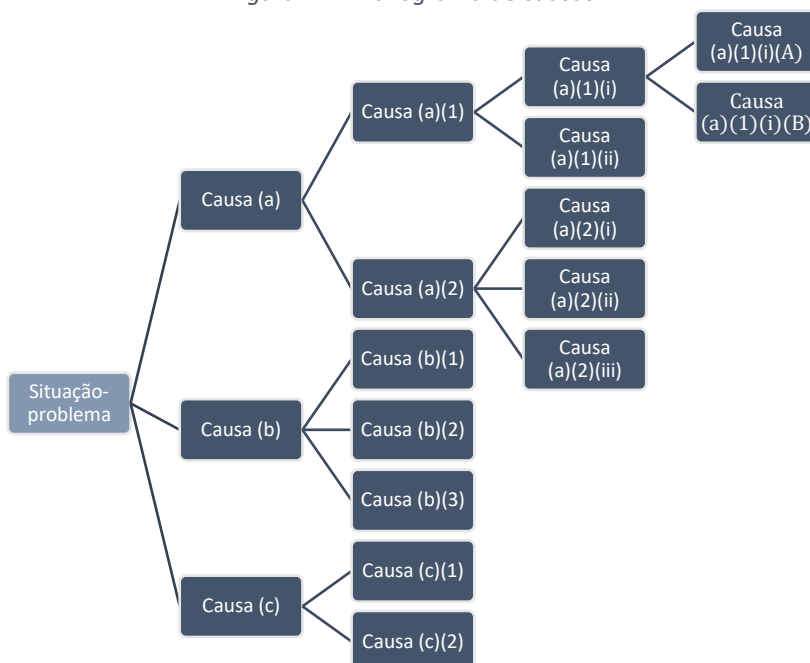 Causa
(a)(1)(i)(A)
Causa
(a)(1)(i)
Causa (a)(1)
Causa
(a)(1)(i)(B)
Causa
(a)(1)(ii)
Causa (a)
Causa
(a)(2)(i)
Causa (a)(2)
Causa
(a)(2)(ii)
Causa
(a)(2)(iii)
Causa (b)(1)
Situação-
problema
Causa (b)
Causa (b)(2)
Causa (b)(3)
Causa (c)(1)
Causa (c)
Causa (c)(2)